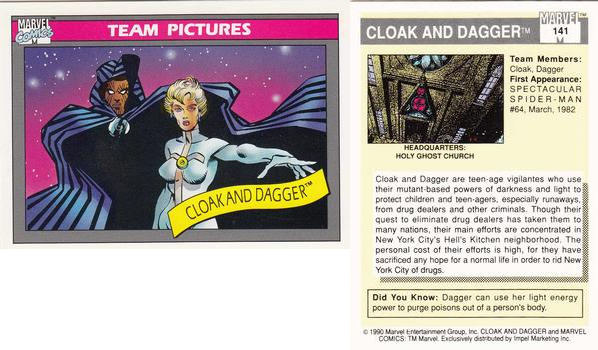 MARVEL
COMICS
TEAM PICTURES
CLOAK AND DAGGER™
CLOAK AND DAGGER™
MARVEL™
141
Team Members:
Cloak, Dagger
First Appearance:
SPECTACULAR
SPIDER-MAN
#64, March, 1982
HEADQUARTERS:
HOLY GHOST CHURCH
Cloak and Dagger are teen-age vigilantes who use
their mutant-based powers of darkness and light to
protect children and teen-agers, especially runaways,
from drug dealers and other criminals. Though their
quest to eliminate drug dealers has taken them to
many nations, their main efforts are concentrated in
New York City's Hell's Kitchen neighborhood. The
personal cost of their efforts is high, for they have
sacrificed any hope for a normal life in order to rid New
York City of drugs.
Did You Know: Dagger can use her light energy
power to purge poisons out of a person's body.
© 1990 Marvel Entertainment Group, Inc. CLOAK AND DAGGER and MARVEL
COMICS: TM Marvel. Exclusively distributed by Impel Marketing Inc.